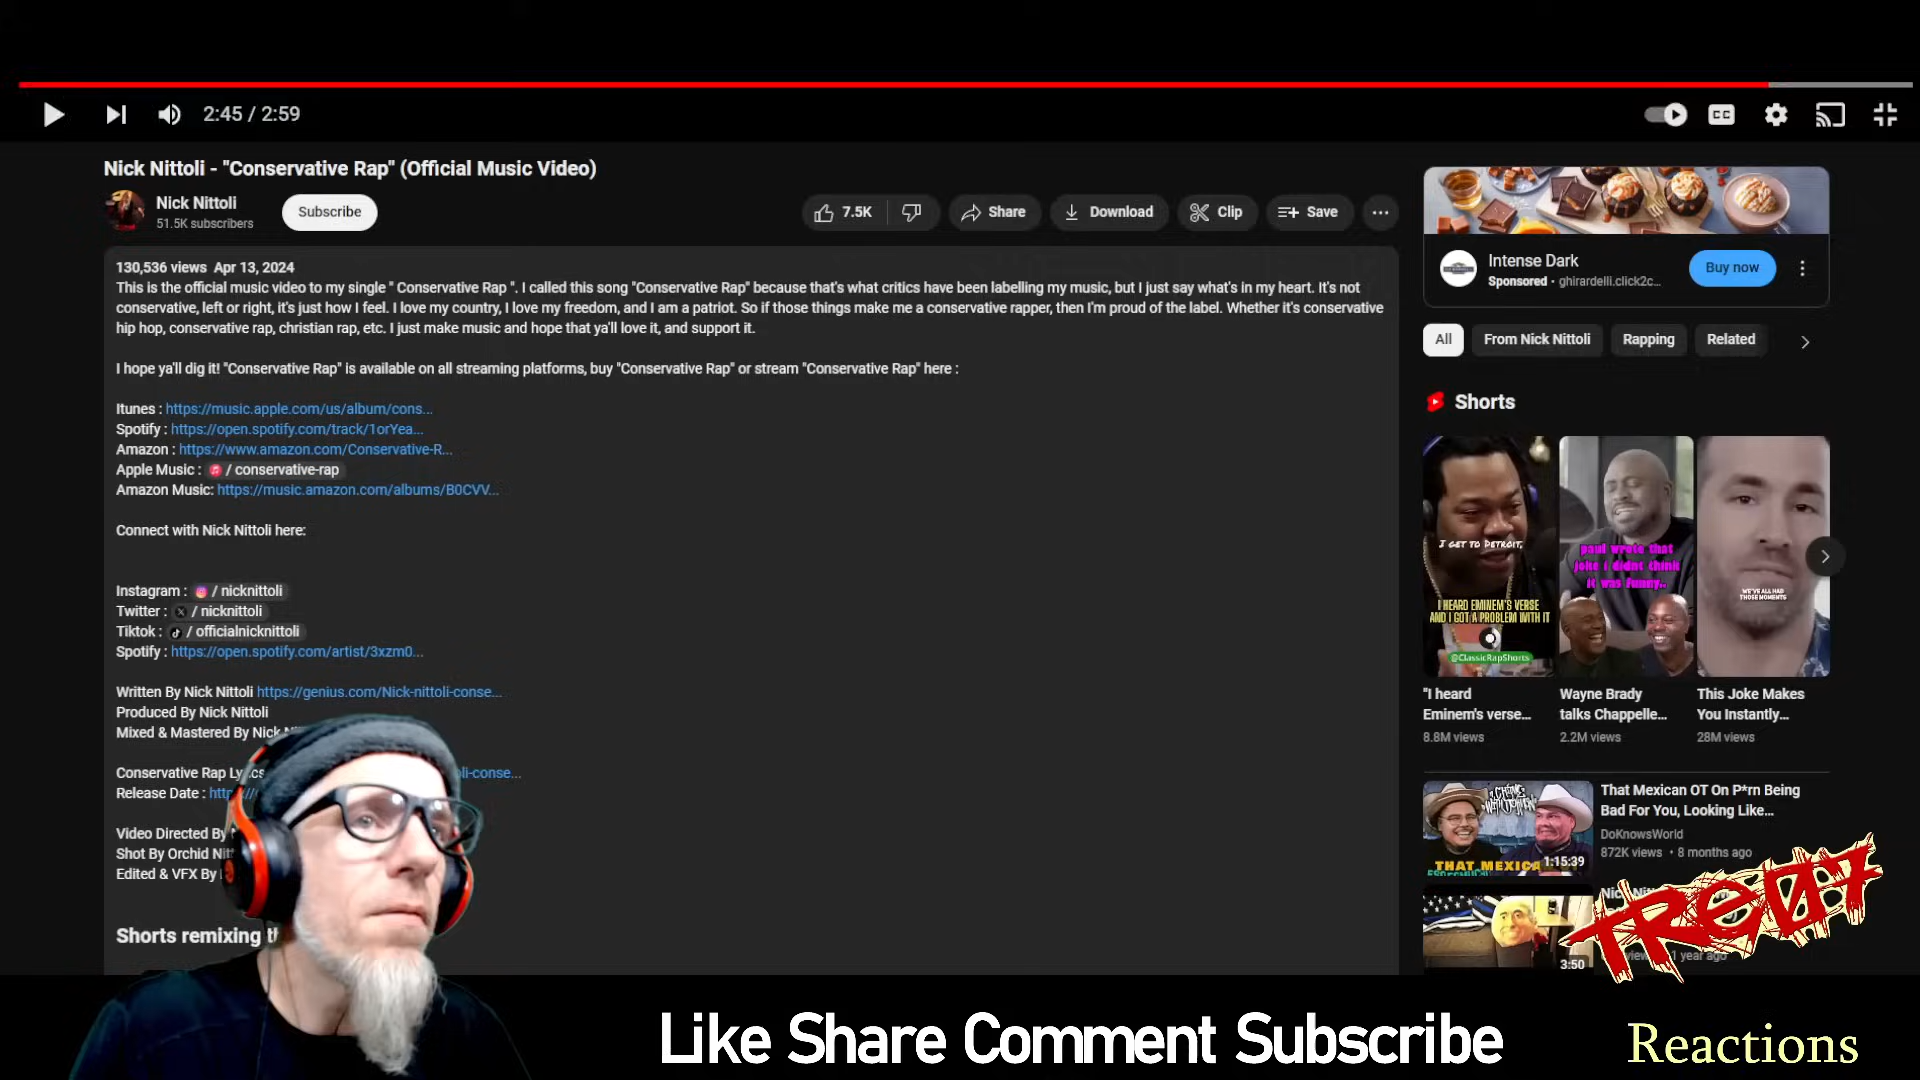 2:45 / 2:59
CC
Nick Nittoli - "Conservative Rap" (Official Music Video)
Nick Nittoli
51.5K subscribers
Subscribe
7.5K
Share
Download
Clip
Save
130,536 views Apr 13, 2024
This is the official music video to my single " Conservative Rap ". I called this song "Conservative Rap" because that's what critics have been labelling my music, but I just say what's in my heart. It's not
conservative, left or right, it's just how I feel. I love my country, I love my freedom, and I am a patriot. So if those things make me a conservative rapper, then I'm proud of the label. Whether it's conservative
hip hop, conservative rap, christian rap, etc. I just make music and hope that ya'll love it, and support it.
I hope ya'll dig it! "Conservative Rap" is available on all streaming platforms, buy "Conservative Rap" or stream "Conservative Rap" here :
Itunes : https://music.apple.com/us/album/cons...
Spotify : https://open.spotify.com/track/1orYea...
Amazon : https://www.amazon.com/Conservative-R...
Apple Music : / conservative-rap
Amazon Music: https://music.amazon.com/albums/B0CVV...
Connect with Nick Nittoli here:
Instagram : / nicknittoli
Twitter : / nicknittoli
Tiktok : / officialnicknittoli
Spotify : https://open.spotify.com/artist/3xzm0...
Written By Nick Nittoli https://genius.com/Nick-nittoli-conse...
Produced By Nick Nittoli
Mixed & Mastered By Nick
Conservative Rap oli-conse...
Release Date :
Video Directed By
Shot By Orchid
Edited & VFX By
Shorts remixing
Intense Dark
Sponsored • ghirardelli.click2c...
Buy now
All
From Nick Nittoli
Rapping
Related
Shorts
I GET TO DETROIT,
I HEARD EMINEM'S VERSE
AND I GOT A PROBLEM WITH IT
@ClassicRapShorts
paul wrote that
joke i didnt think
it was funny..
WE'VE ALL HAD
THOSE MOMENTS
"I heard
Eminem's verse...
8.8M views
Wayne Brady
talks Chappelle...
2.2M views
This Joke Makes
You Instantly...
28M views
THAT MEXICA
1:15:39
That Mexican OT On P*rn Being
Bad For You, Looking Like...
DoKnowsWorld
872K views • 8 months ago
3:50
1 year ago
TRE017
Like Share Comment Subscribe
Reactions